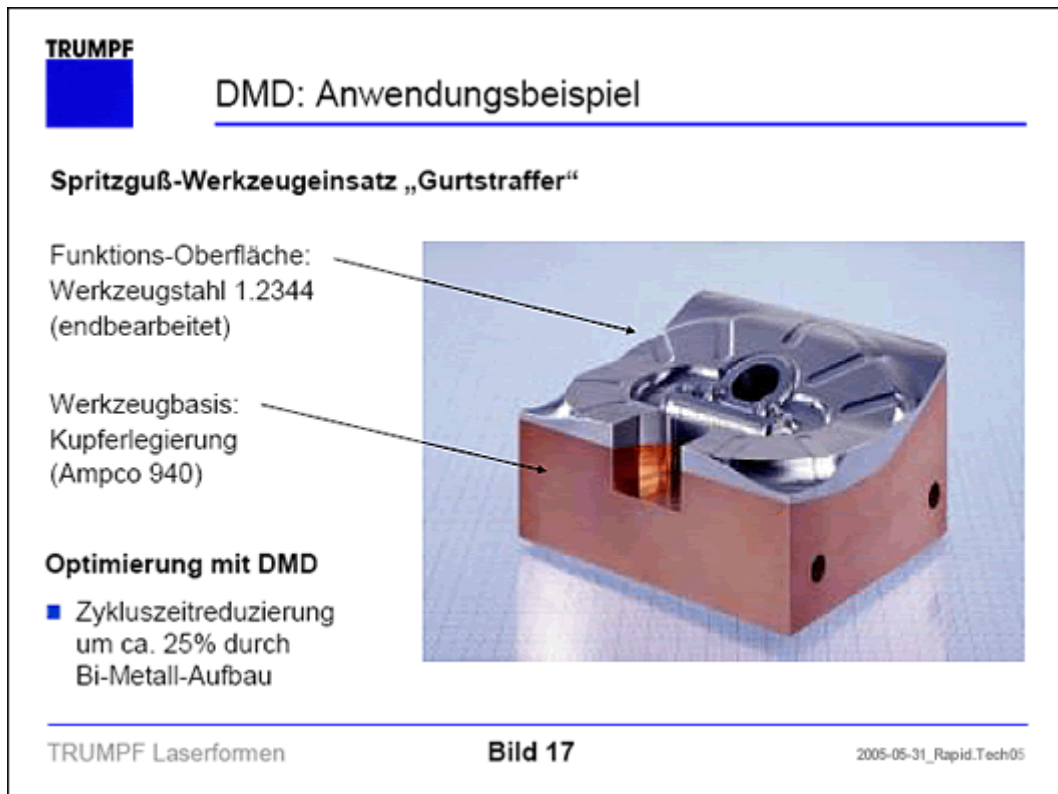 TRUMPF
DMD: Anwendungsbeispiel
Spritzguß-Werkzeugeinsatz „Gurtstraffer“
Funktions-Oberfläche:
Werkzeugstahl 1.2344
(endbearbeitet)
Werkzeugbasis:
Kupferlegierung
(Ampco 940)
Optimierung mit DMD
Zykluszeitreduzierung
um ca. 25% durch
Bi-Metall-Aufbau
TRUMPF Laserformen
Bild 17
2005-05-31_Rapid.Tech05